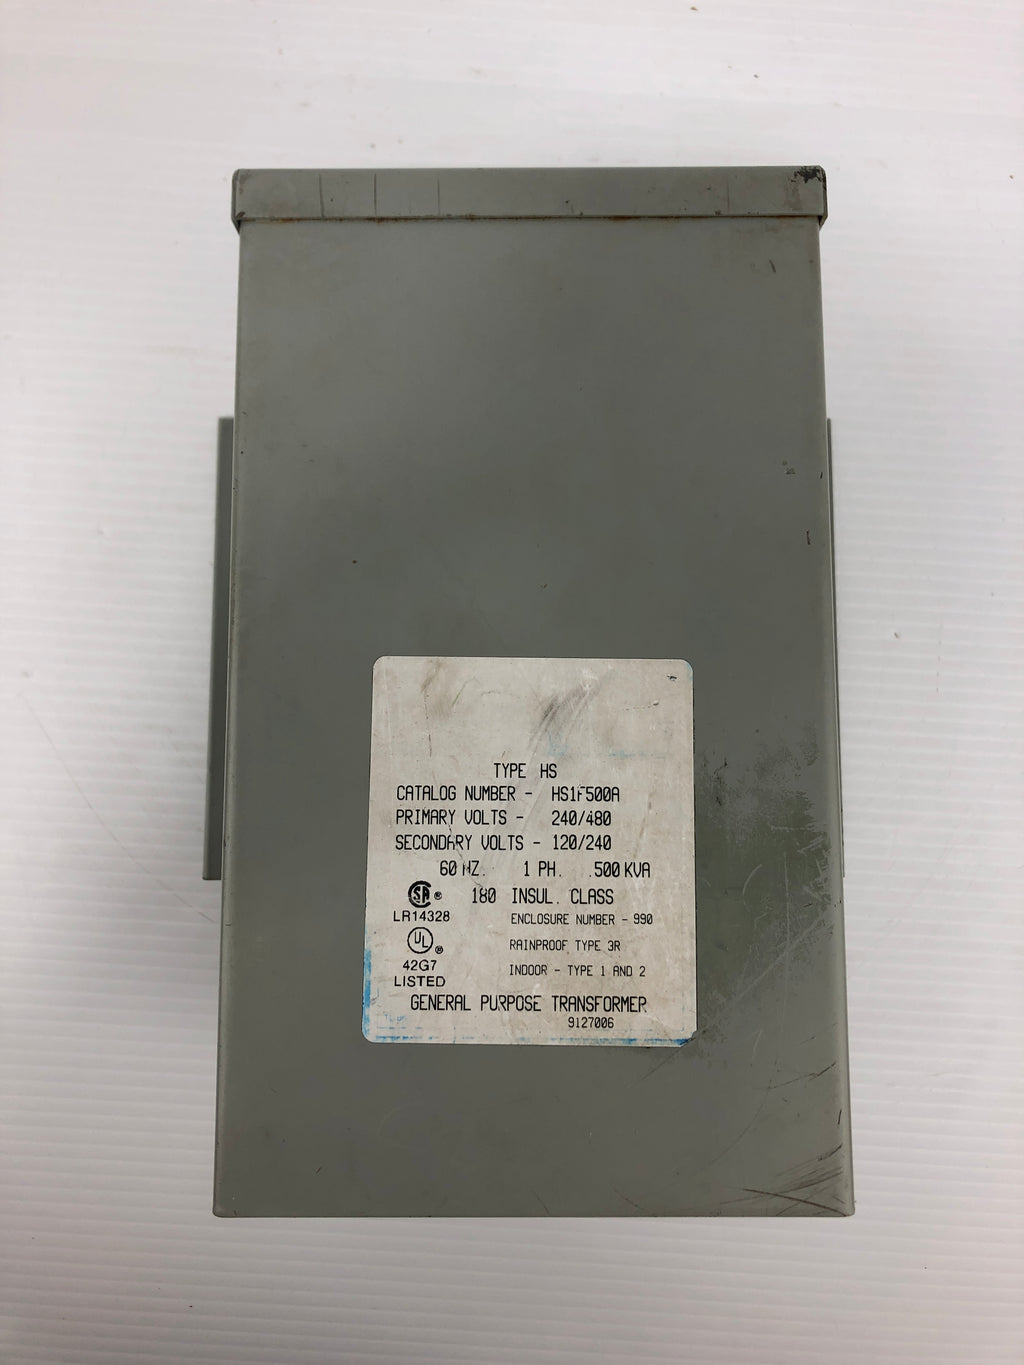 TYPE HS
CATALOG NUMBER - HS1F500A
PRIMARY VOLTS - 240/480
SECONDARY VOLTS - 120/240
60 HZ. 1 PH. .500 KVA
180 INSUL. CLASS
SA ®
LR14328
ENCLOSURE NUMBER - 990
UL ®
RAINPROOF TYPE 3R
42G7
LISTED
INDOOR - TYPE 1 AND 2
GENERAL PURPOSE TRANSFORMER
9127006